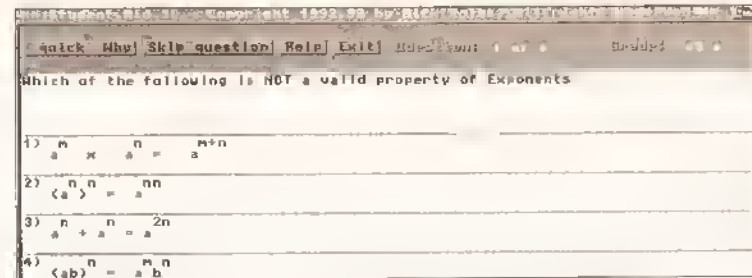 Quick Why| Skip question| Help| Exit|
Which of the following is NOT a valid property of Exponents
1) a^m × a^n = a^m+n
2) (a^n)^n = a^nn
3) a^n + a^n = a^2n
4) (ab)^n = a^m b^n